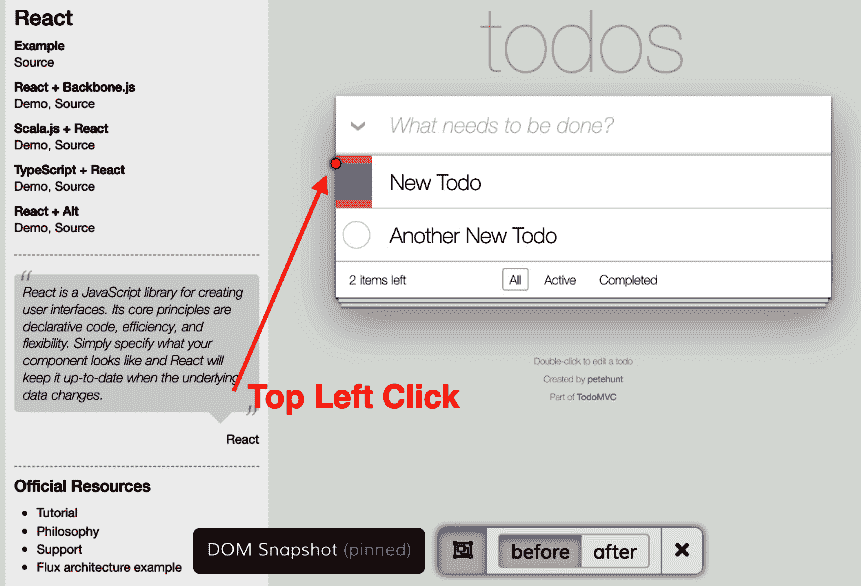 React
Example
Source
React + Backbone.js
Demo, Source
Scala.js + React
Demo, Source
TypeScript + React
Demo, Source
React + Alt
Demo, Source
“
React is a JavaScript library for creating
user interfaces. Its core principles are
declarative code, efficiency, and
flexibility. Simply specify what your
component looks like and React will
keep it up-to-date when the underlying
data changes.
”
React
Official Resources
• Tutorial
• Philosophy
• Support
• Flux architecture example
todos
What needs to be done?
New Todo
Another New Todo
2 items left All Active Completed
Double-click to edit a todo
Created by petehunt
Part of TodoMVC
Top Left Click
DOM Snapshot (pinned) before after